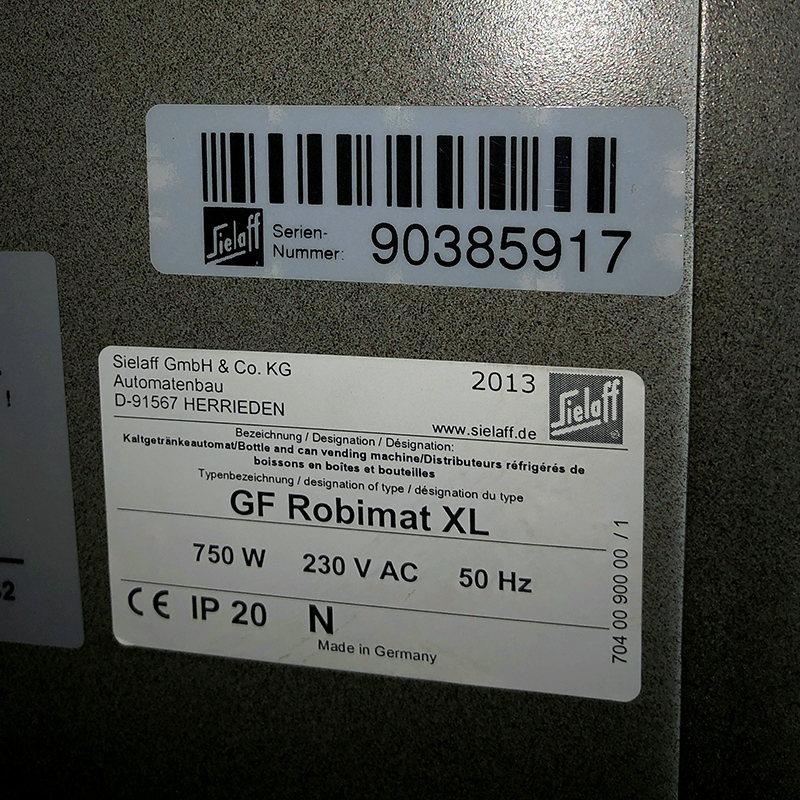 Sielaff
Serien-
Nummer:
90385917
Sielaff GmbH & Co. KG
Automatenbau
D-91567 HERRIEDEN
2013
Sielaff
www.sielaff.de
Bezeichnung / Designation / Désignation:
Kaltgetränkeautomat/Bottle and can vending machine/Distributeurs réfrigérés de
boissons en boîtes et bouteilles
Typenbezeichnung / designation of type / désignation du type
GF Robimat XL
750 W 230 V AC 50 Hz
CE IP 20 N
Made in Germany
704 00 900 00 / 1
!